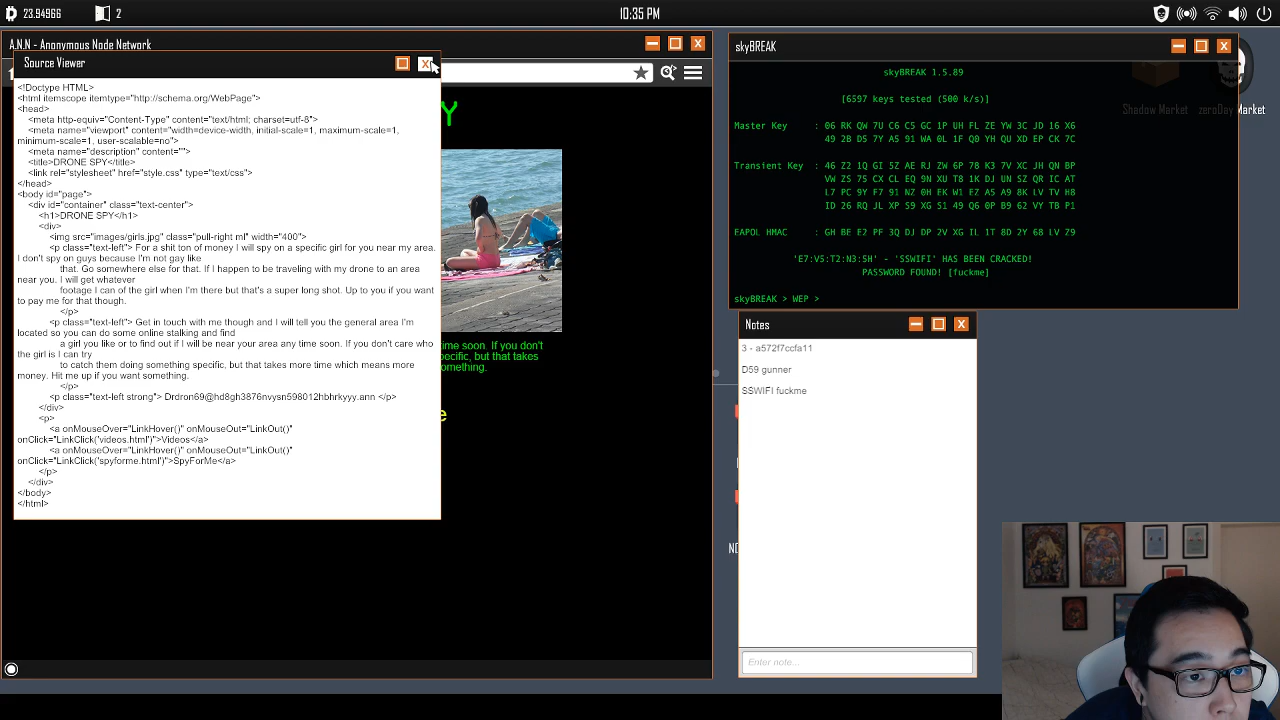 23.94966
2
10:35 PM
A.N.N - Anonymous Node Network
Source Viewer
<!Doctype HTML>
<html itemscope itemtype="http://schema.org/WebPage">
<head>
<meta http-equiv="Content-Type" content="text/html; charset=utf-8">
<meta name="viewport" content="width=device-width, initial-scale=1, maximum-scale=1,
minimum-scale=1, user-scalable=no">
<meta name="description" content="">
<title>DRONE SPY</title>
<link rel="stylesheet" href="style.css" type="text/css">
</head>
<body id="page">
<div id="container" class="text-center">
<h1>DRONE SPY</h1>
<div>
<img src="images/girls.jpg" class="pull-right ml" width="400">
<p class="text-left"> For a shit ton of money I will spy on a specific girl for you near my area.
I don't spy on guys because I'm not gay like
that. Go somewhere else for that. If I happen to be traveling with my drone to an area
near you. I will get whatever
footage I can of the girl when I'm there but that's a super long shot. Up to you if you want
to pay me for that though.
</p>
<p class="text-left"> Get in touch with me though and I will tell you the general area I'm
located so you can do some online stalking and find
a girl you like or to find out if I will be near your area any time soon. If you don't care who
the girl is I can try
to catch them doing something specific, but that takes more time which means more
money. Hit me up if you want something.
</p>
<p class="text-left strong"> Drdron69@hd8gh3876nvysn598012hbhrkyyy.ann </p>
</div>
<p>
<a onMouseOver="LinkHover()" onMouseOut="LinkOut()"
onClick="LinkClick('videos.html')">Videos</a>
<a onMouseOver="LinkHover()" onMouseOut="LinkOut()"
onClick="LinkClick('spyforme.html')">SpyForMe</a>
</p>
</div>
</body>
</html>
Y
ime soon. If you don't
pecific, but that takes
omething.
e
skyBREAK
skyBREAK 1.5.89
[6597 keys tested (500 k/s)]
Master Key : 06 RK QW 7U C6 C5 GC 1P UH FL ZE YW 3C JD 16 X6
49 2B D5 7Y A5 91 WA 0L 1F Q0 YH QU XD EP CK 7C
Transient Key : 46 Z2 1Q GI 5Z AE RJ ZW 6P 78 K3 7V XC JH QN BP
VW ZS 75 CX CL EQ 9N XU T8 1K DJ UN SZ QR IC AT
L7 PC 9Y F7 91 NZ 0H EK W1 FZ A5 A9 8K LV TV H8
ID 26 RQ JL XP 59 XG S1 49 Q6 0P B9 62 VY TB P1
EAPOL HMAC : GH BE E2 PF 3Q DJ DP 2V XG IL 1T 8D 2Y 68 LV Z9
'E7:V5:T2:N3:5H' - 'SSWIFI' HAS BEEN CRACKED!
PASSWORD FOUND! [fuckme]
skyBREAK > WEP >
Shadow Market
zeroDay Market
Notes
3 - a572f7ccfa11
D59 gunner
SSWIFI fuckme
NO
Enter note...